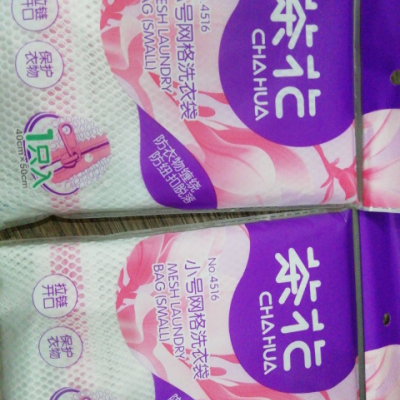 茶花
CHAHUA
No.4516
小号网格洗衣袋
MESH LAUNDRY
BAG (SMALL)
防衣物缠绕
防纽扣脱落
拉链
开口
保护
衣物
1只入
40cm×50cm
茶花
CHAHUA
No.4516
小号网格洗衣袋
MESH LAUNDRY
BAG (SMALL)
拉链
开口
保护
衣物